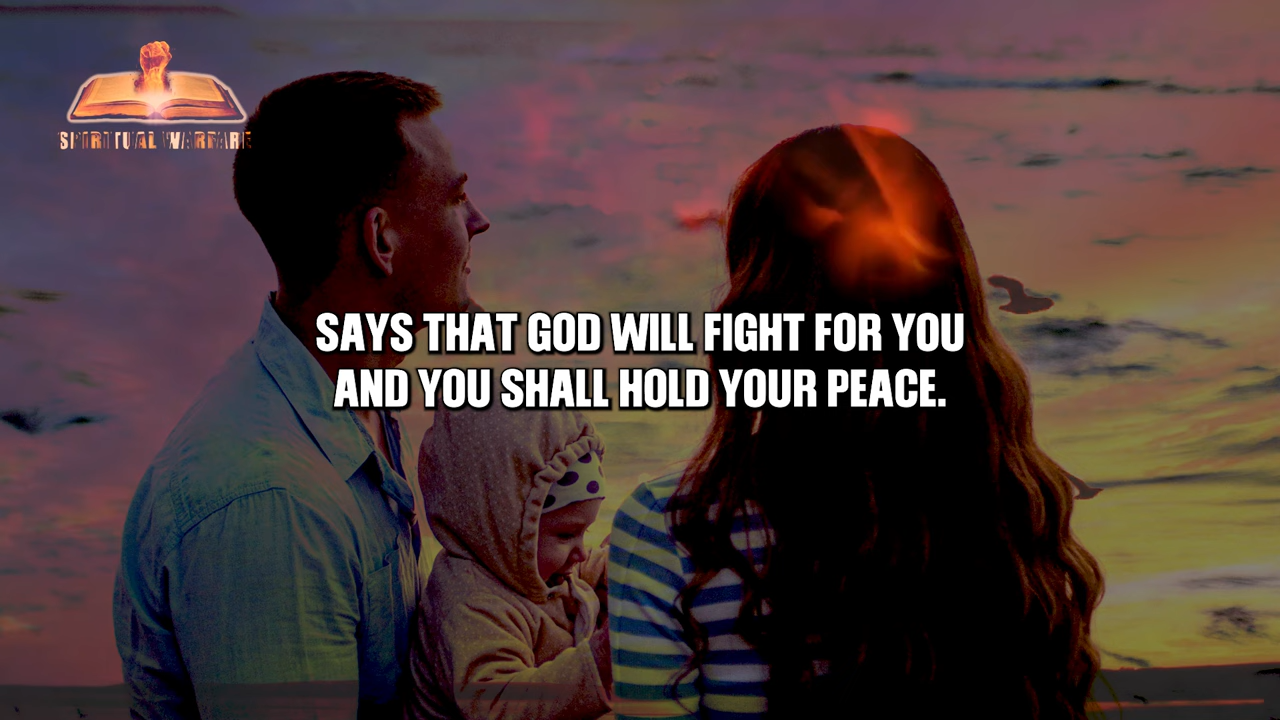 SPIRITUAL WARFARE
SAYS THAT GOD WILL FIGHT FOR YOU
AND YOU SHALL HOLD YOUR PEACE.